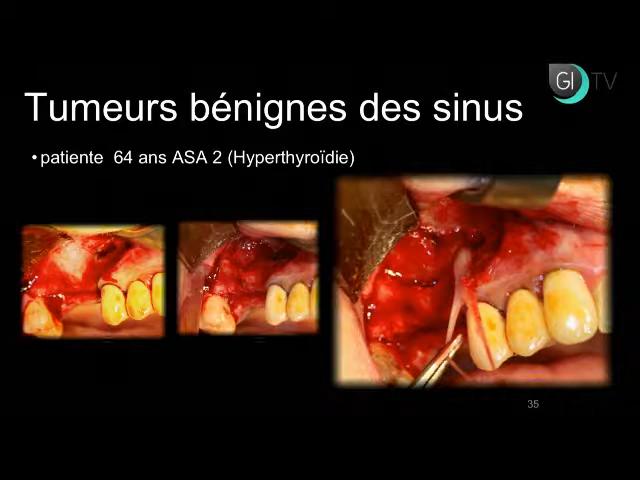 GI TV
Tumeurs bénignes des sinus
• patiente 64 ans ASA 2 (Hyperthyroïdie)
35